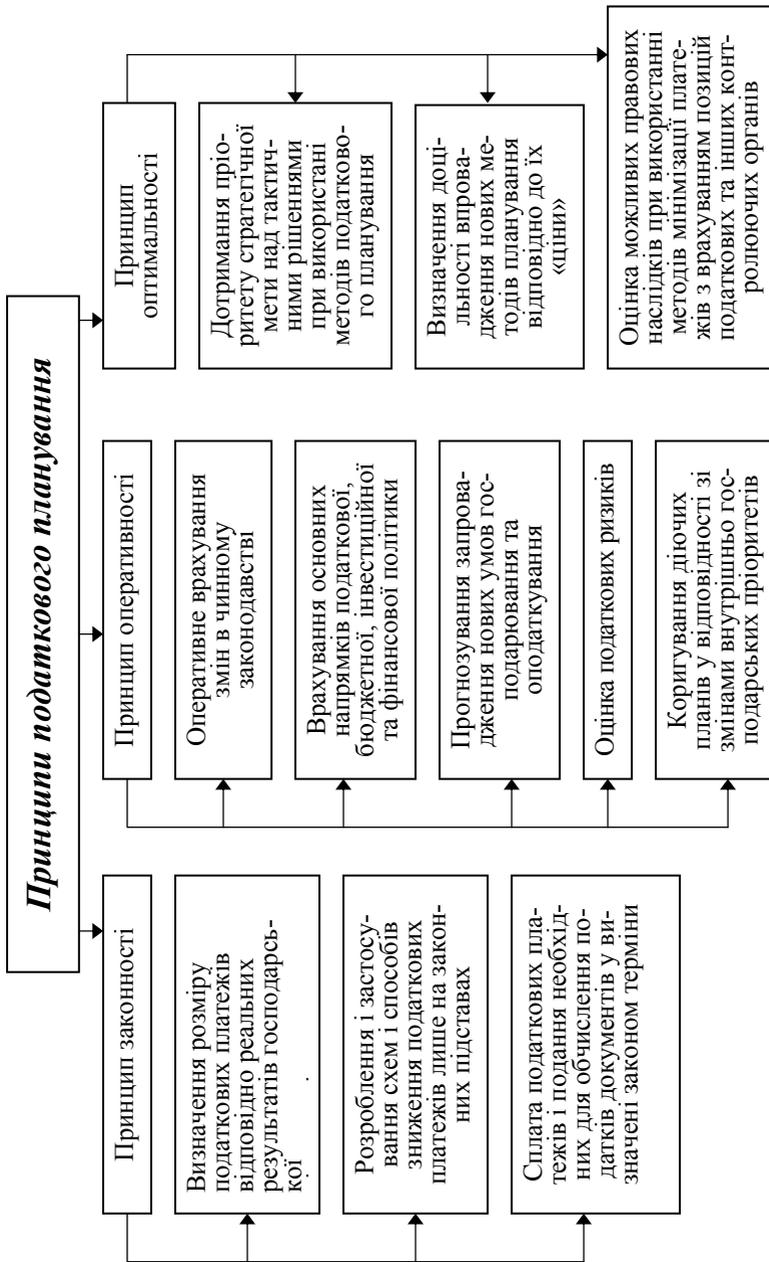 Принципи податкового планування
Принцип законності
Визначення розміру
податкових платежів
відповідно реальних
результатів господарсь-
кої
Розроблення і застосу-
вання схем і способів
зниження податкових
платежів лише на закон-
них підставах
Сплата податкових пла-
тежів і подання необхід-
них для обчислення по-
датків документів у ви-
значені законом терміни
Принцип оперативності
Оперативне врахування
змін в чинному
законодавстві
Врахування основних
напрямків податкової,
бюджетної, інвестиційної
та фінансової політики
Прогнозування запрова-
дження нових умов гос-
подарювання та
оподаткування
Оцінка податкових ризиків
Коригування діючих
планів у відповідності зі
змінами внутрішньо гос-
подарських пріоритетів
Принцип
оптимальності
Дотримання пріо-
ритету стратегічної
мети над тактич-
ними рішеннями
при використані
методів податково-
го планування
Визначення доці-
льності впрова-
дження нових ме-
тодів планування
відповідно до їх
«ціни»
Оцінка можливих правових
наслідків при використанні
методів мінімізації плате-
жів з врахуванням позицій
податкових та інших конт-
ролюючих органів